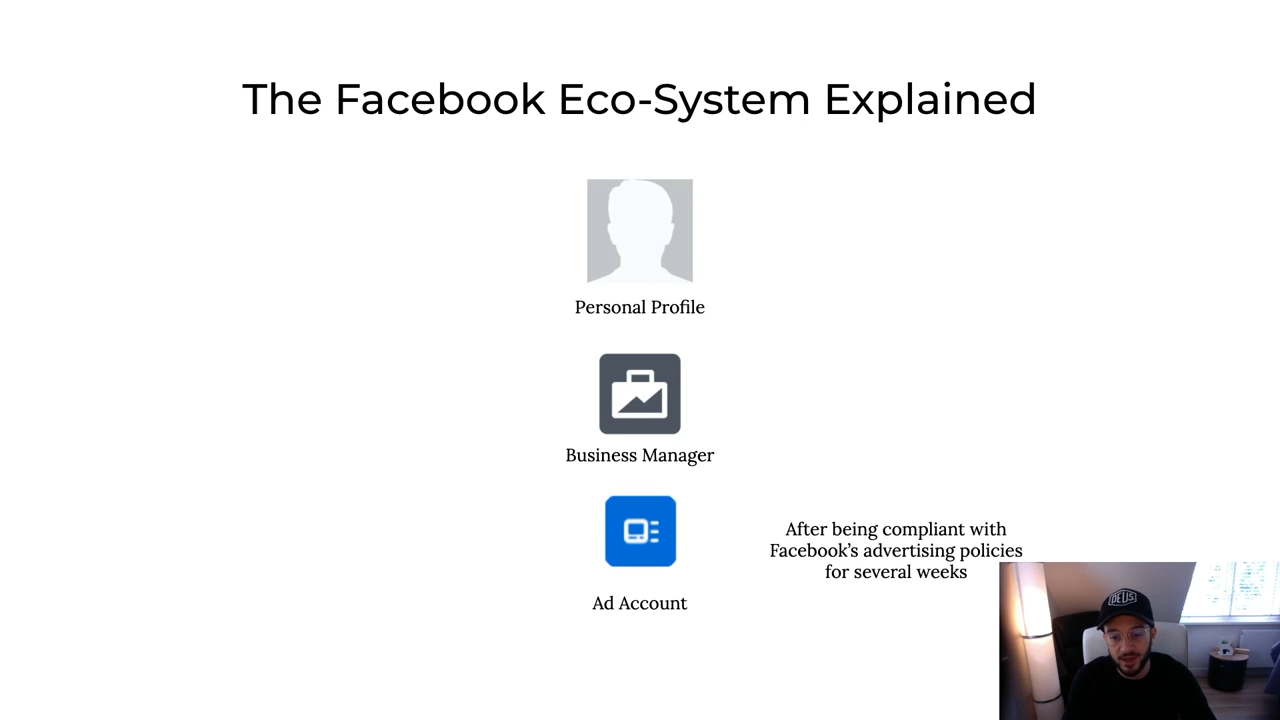 The Facebook Eco-System Explained
Personal Profile
Business Manager
After being compliant with
Facebook’s advertising policies
for several weeks
Ad Account
DEUS